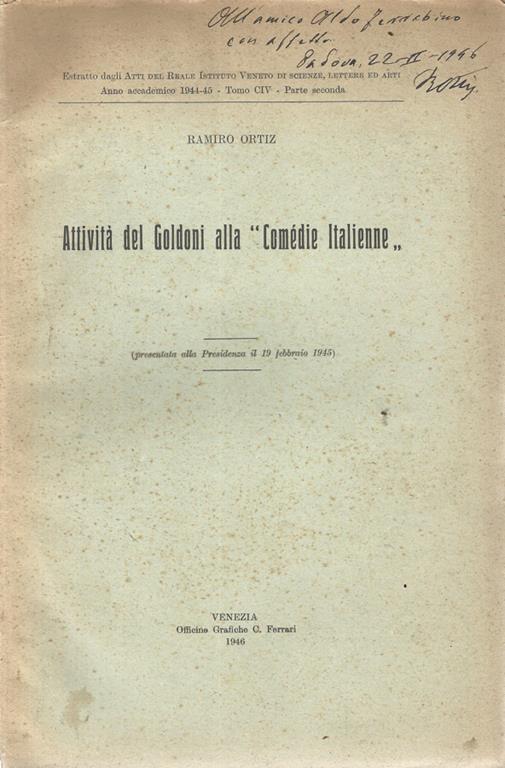 All'amico Aldo Ferrabino
con affetto
Padova, 22-II-1946
Estratto dagli ATTI DEL REALE ISTITUTO VENETO DI SCIENZE, LETTERE ED ARTI
Anno accademico 1944-45 - Tomo CIV - Parte seconda
RAMIRO ORTIZ
Attività del Goldoni alla “Comédie Italienne„
(presentata alla Presidenza il 19 febbraio 1945)
VENEZIA
Officine Grafiche C. Ferrari
1946